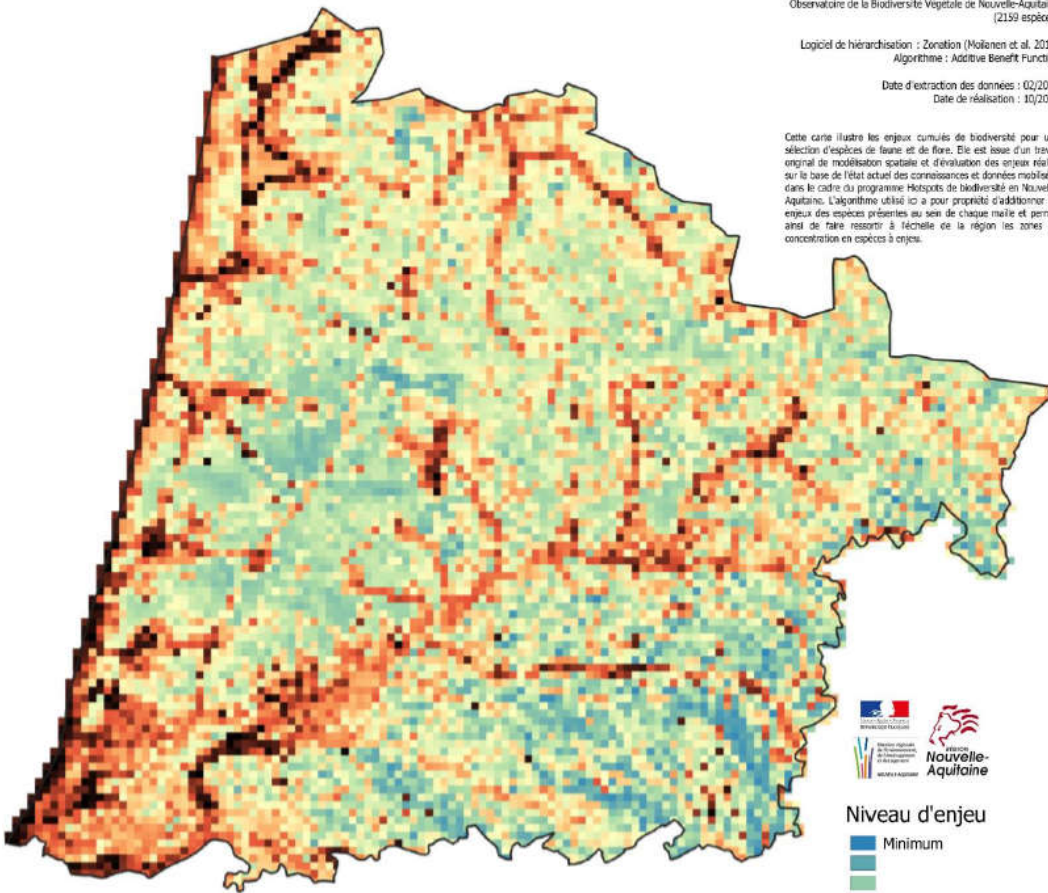 Observatoire de la Biodiversité Végétale de Nouvelle-Aquitai
(2159 espèce
Logiciel de hiérarchisation : Zonation (Moilanen et al. 201
Algorithme : Additive Benefit Functi
Date d'extraction des données : 02/20
Date de réalisation : 10/20
Cette carte illustre les enjeux cumulés de biodiversité pour u
sélection d'espèces de faune et de flore. Elle est issue d'un trav
original de modélisation spatiale et d'évaluation des enjeux réal
sur la base de l'état actuel des connaissances et données mobilisé
dans le cadre du programme Hotspots de biodiversité en Nouvel
Aquitaine. L'algorithme utilisé ici a pour propriété d'additionner
enjeux des espèces présentes au sein de chaque maille et perm
ainsi de faire ressortir à l'échelle de la région les zones
concentration en espèces à enjeu.
RÉGION
Nouvelle-
Aquitaine
Niveau d'enjeu
Minimum